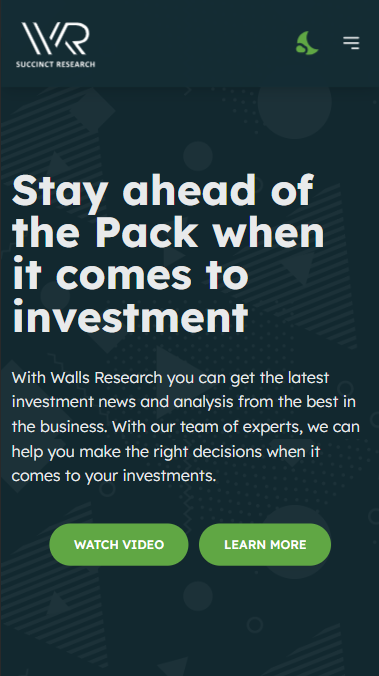 WR
SUCCINCT RESEARCH
Stay ahead of
the Pack when
it comes to
investment
With Walls Research you can get the latest
investment news and analysis from the best in
the business. With our team of experts, we can
help you make the right decisions when it
comes to your investments.
WATCH VIDEO
LEARN MORE